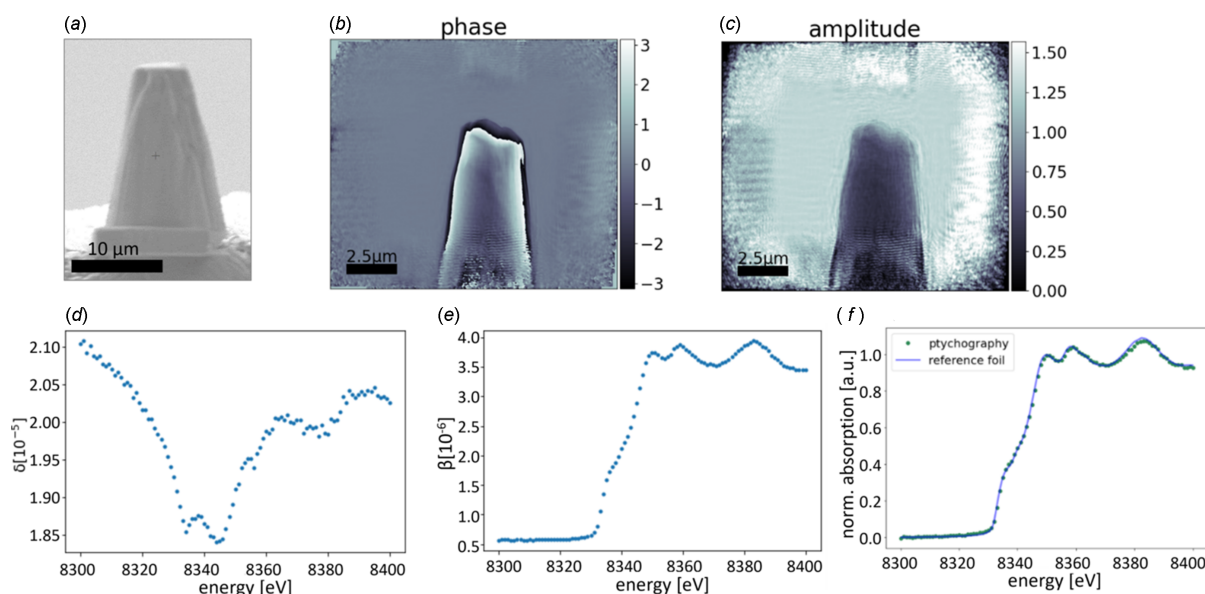 (a)
10 μm
(b)
phase
2.5μm
3
2
1
0
−1
−2
−3
(c)
amplitude
2.5μm
1.50
1.25
1.00
0.75
0.50
0.25
0.00
(d)
δ[10⁻⁵]
2.10
2.05
2.00
1.95
1.90
1.85
8300 8320 8340 8360 8380 8400
energy [eV]
(e)
β[10⁻⁶]
4.0
3.5
3.0
2.5
2.0
1.5
1.0
0.5
8300 8320 8340 8360 8380 8400
energy [eV]
(f)
ptychography
reference foil
norm. absorption [a.u.]
1.0
0.8
0.6
0.4
0.2
0.0
8300 8320 8340 8360 8380 8400
energy [eV]